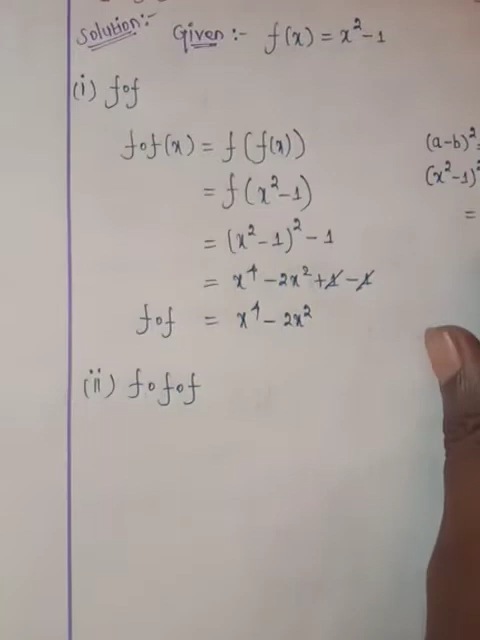 Solution:- Given:- f(x) = x² - 1
(i) fof
fof(x) = f(f(x))
= f(x² - 1)
= (x² - 1)² - 1
= x⁴ - 2x² + 1 - 1
fof = x⁴ - 2x²
(ii) fofof
(a-b)² =
(x²-1)²
=